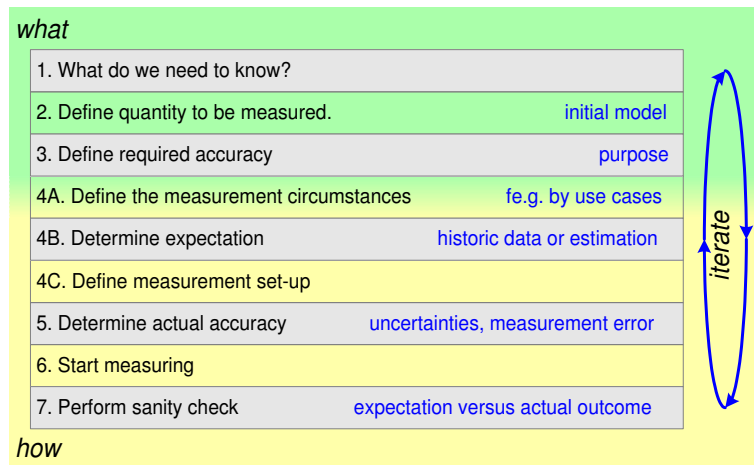 what
1. What do we need to know?
2. Define quantity to be measured. initial model
3. Define required accuracy purpose
4A. Define the measurement circumstances fe.g. by use cases
4B. Determine expectation historic data or estimation
4C. Define measurement set-up
5. Determine actual accuracy uncertainties, measurement error
6. Start measuring
7. Perform sanity check expectation versus actual outcome
how
iterate